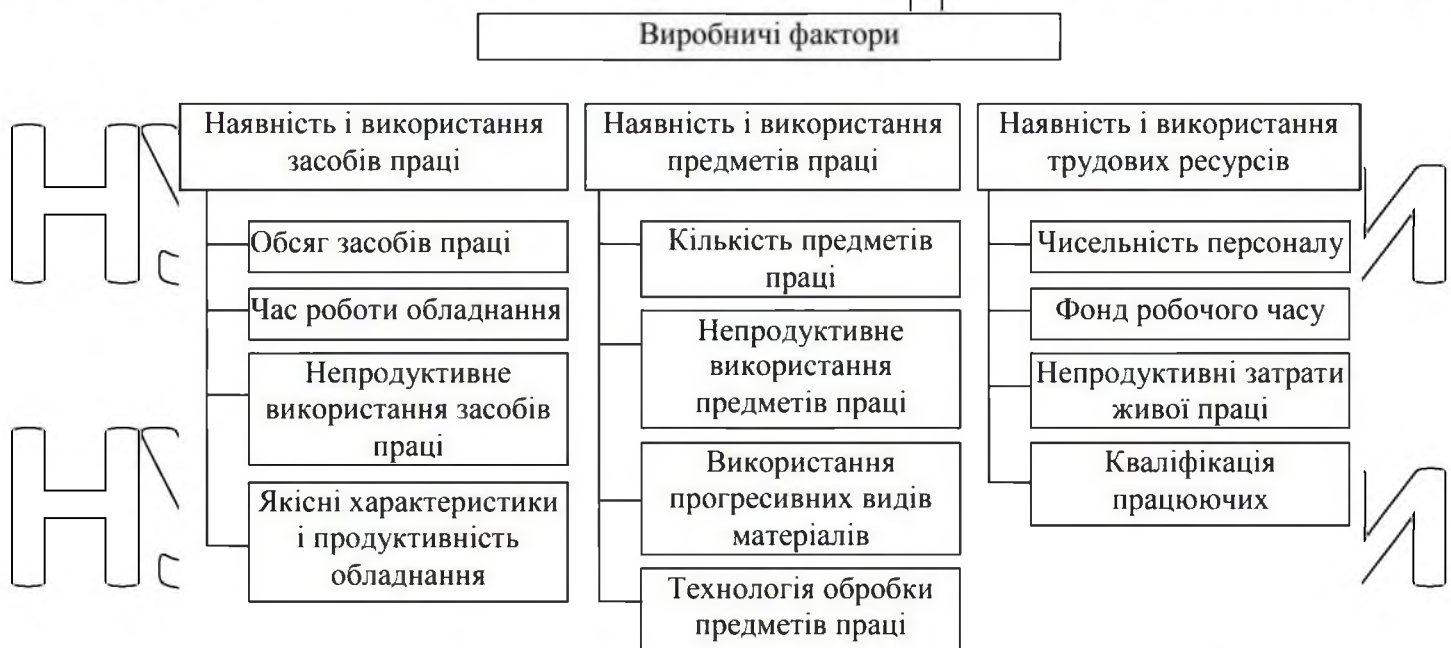 Виробничі фактори
Наявність і використання
засобів праці
Обсяг засобів праці
Час роботи обладнання
Непродуктивне
використання засобів
праці
Якісні характеристики
і продуктивність
обладнання
Наявність і використання
предметів праці
Кількість предметів
праці
Непродуктивне
використання
предметів праці
Використання
прогресивних видів
матеріалів
Технологія обробки
предметів праці
Наявність і використання
трудових ресурсів
Чисельність персоналу
Фонд робочого часу
Непродуктивні затрати
живої праці
Кваліфікація
працюючих